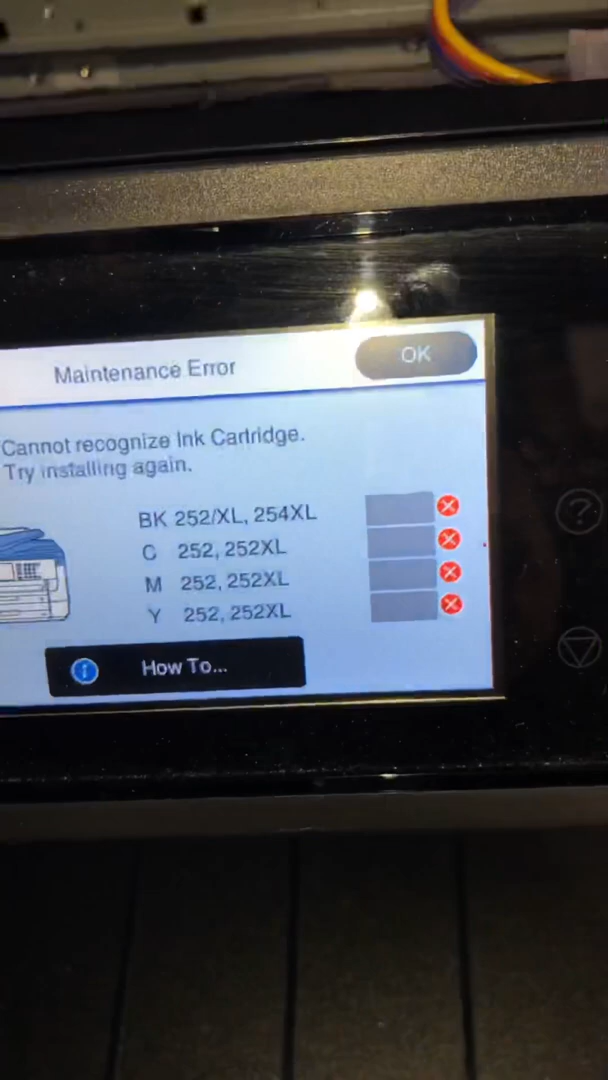 Maintenance Error
OK
Cannot recognize Ink Cartridge.
Try installing again.
BK 252/XL, 254XL
C 252, 252XL
M 252, 252XL
Y 252, 252XL
i How To...
?